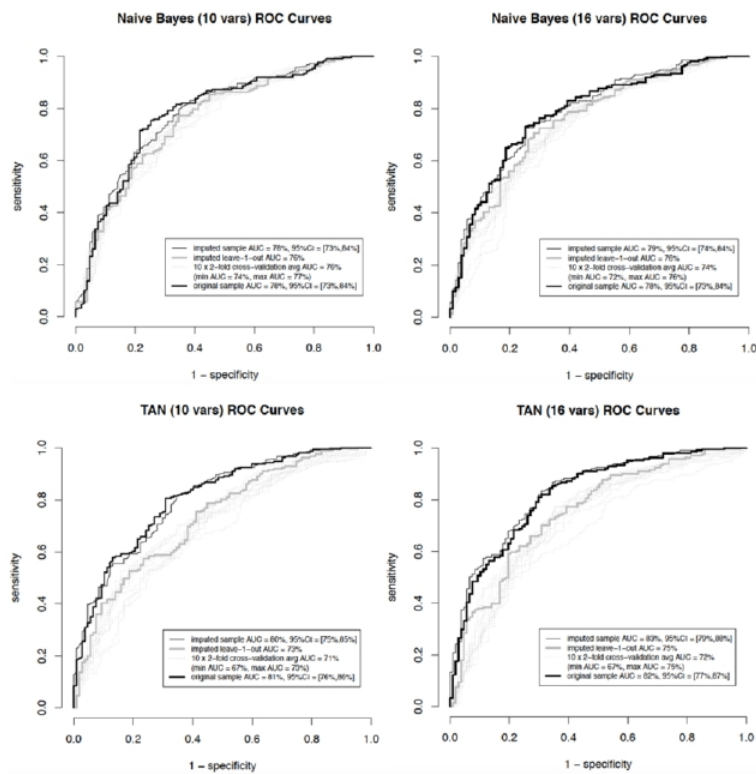 Naive Bayes (10 vars) ROC Curves
sensitivity
1.0
0.8
0.6
0.4
0.2
0.0
imputed sample AUC = 78%, 95%CI = [73%,84%]
imputed leave-1-out AUC = 76%
10 x 2-fold cross-validation avg AUC = 76%
(min AUC = 74%, max AUC = 77%)
original sample AUC = 78%, 95%CI = [73%,84%]
0.0 0.2 0.4 0.6 0.8 1.0
1 - specificity
Naive Bayes (16 vars) ROC Curves
sensitivity
1.0
0.8
0.6
0.4
0.2
0.0
imputed sample AUC = 79%, 95%CI = [74%,84%]
imputed leave-1-out AUC = 76%
10 x 2-fold cross-validation avg AUC = 74%
(min AUC = 72%, max AUC = 76%)
original sample AUC = 78%, 95%CI = [73%,84%]
0.0 0.2 0.4 0.6 0.8 1.0
1 - specificity
TAN (10 vars) ROC Curves
sensitivity
1.0
0.8
0.6
0.4
0.2
0.0
imputed sample AUC = 80%, 95%CI = [75%,85%]
imputed leave-1-out AUC = 73%
10 x 2-fold cross-validation avg AUC = 71%
(min AUC = 67%, max AUC = 73%)
original sample AUC = 81%, 95%CI = [76%,86%]
0.0 0.2 0.4 0.6 0.8 1.0
1 - specificity
TAN (16 vars) ROC Curves
sensitivity
1.0
0.8
0.6
0.4
0.2
0.0
imputed sample AUC = 83%, 95%CI = [79%,88%]
imputed leave-1-out AUC = 75%
10 x 2-fold cross-validation avg AUC = 72%
(min AUC = 67%, max AUC = 75%)
original sample AUC = 82%, 95%CI = [77%,87%]
0.0 0.2 0.4 0.6 0.8 1.0
1 - specificity